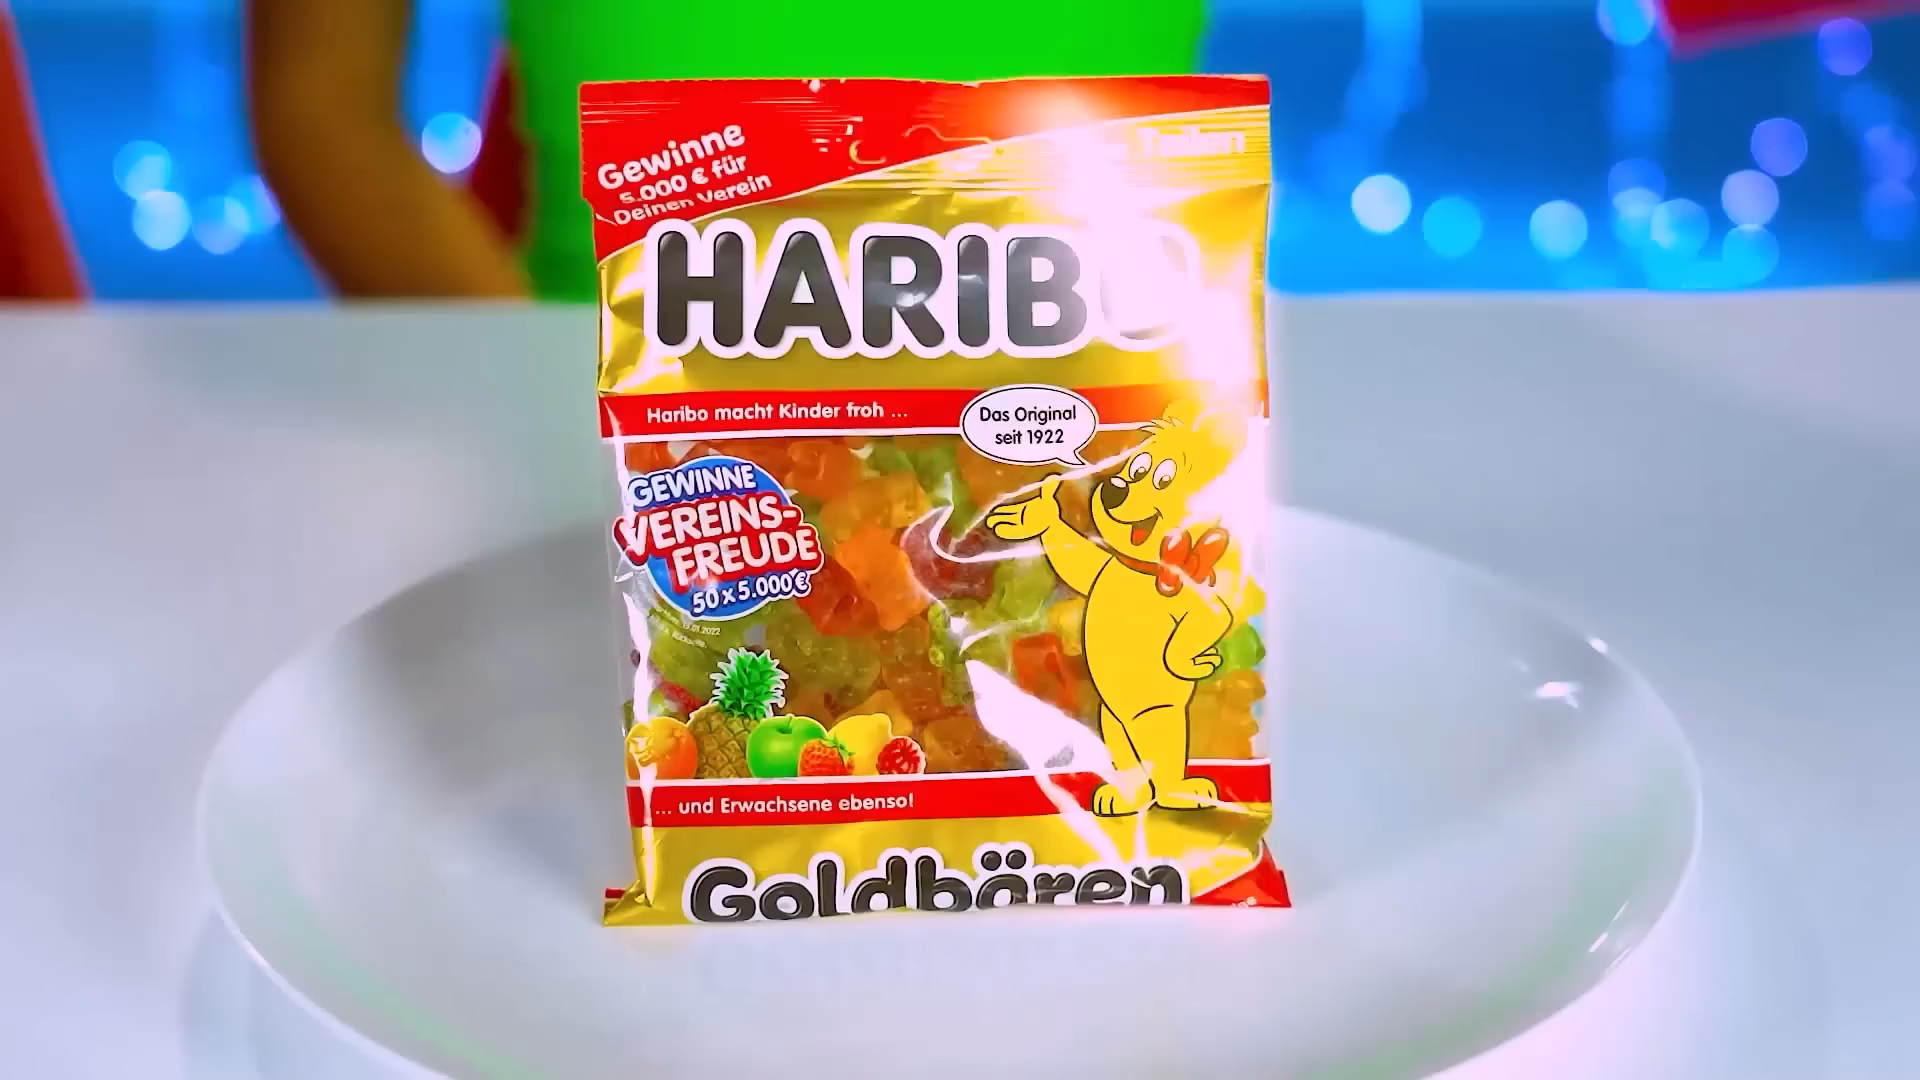 Gewinne
5.000 € für
Deinen Verein
Teilen
HARIBO
Haribo macht Kinder froh ...
Das Original
seit 1922
GEWINNE
VEREINS-
FREUDE
50 x 5.000€
... und Erwachsene ebenso!
Goldbären